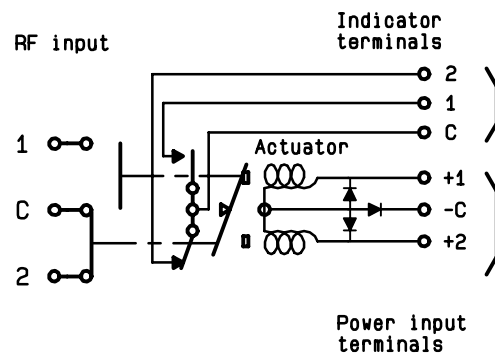 Indicator
terminals
RF input
2
1
C
1
Actuator
+1
C
-C
+2
2
Power input
terminals